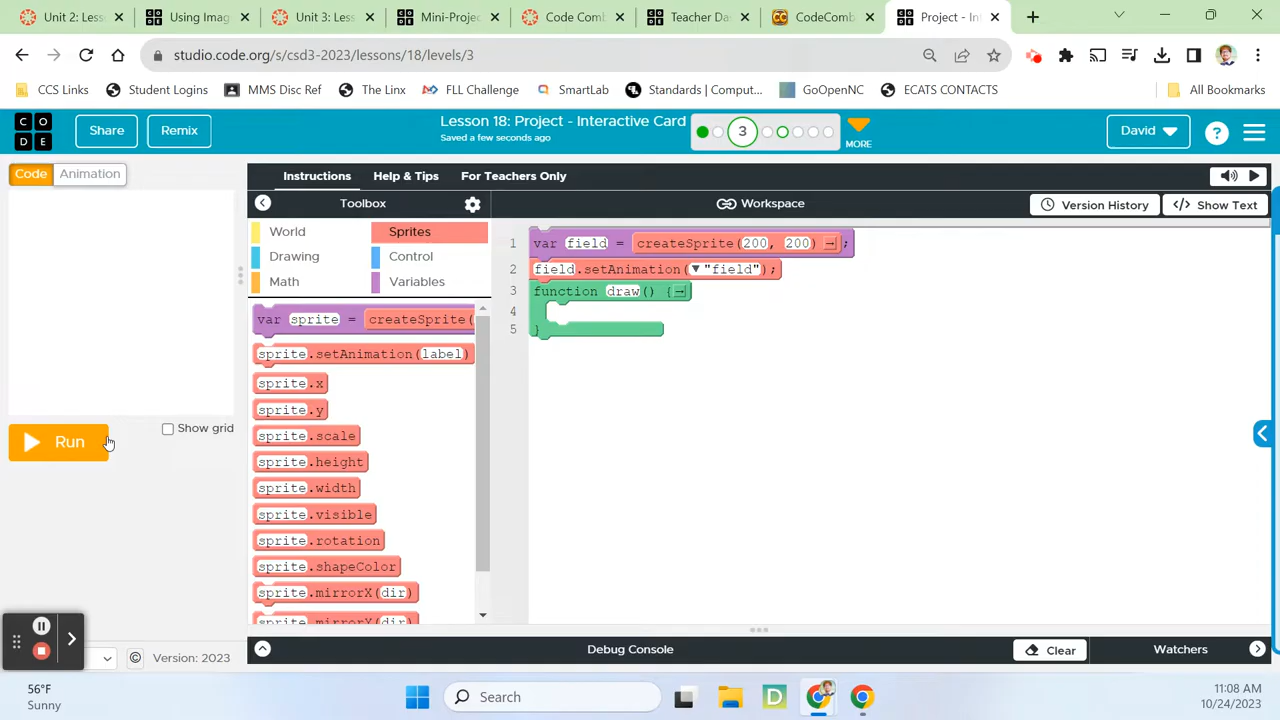 Unit 2: Less
Using Imag
Unit 3: Less
Mini-Projec
Code Comb
Teacher Da
CodeComb
Project - In
studio.code.org/s/csd3-2023/lessons/18/levels/3
CCS Links
Student Logins
MMS Disc Ref
The Linx
FLL Challenge
SmartLab
Standards | Comput...
GoOpenNC
ECATS CONTACTS
All Bookmarks
C O
D E
Share
Remix
Lesson 18: Project - Interactive Card
Saved a few seconds ago
3
MORE
David
?
Code
Animation
Instructions
Help & Tips
For Teachers Only
Toolbox
Workspace
Version History
</> Show Text
World
Sprites
Drawing
Control
Math
Variables
var sprite = createSprite(
sprite.setAnimation(label)
sprite.x
sprite.y
sprite.scale
sprite.height
sprite.width
sprite.visible
sprite.rotation
sprite.shapeColor
sprite.mirrorX(dir)
sprite.mirrorX(dir)
1 var field = createSprite(200, 200) → ;
2 field.setAnimation(▼"field");
3 function draw() { →
4
5 }
Run
Show grid
Version: 2023
Debug Console
Clear
Watchers
56°F
Sunny
Search
11:08 AM
10/24/2023